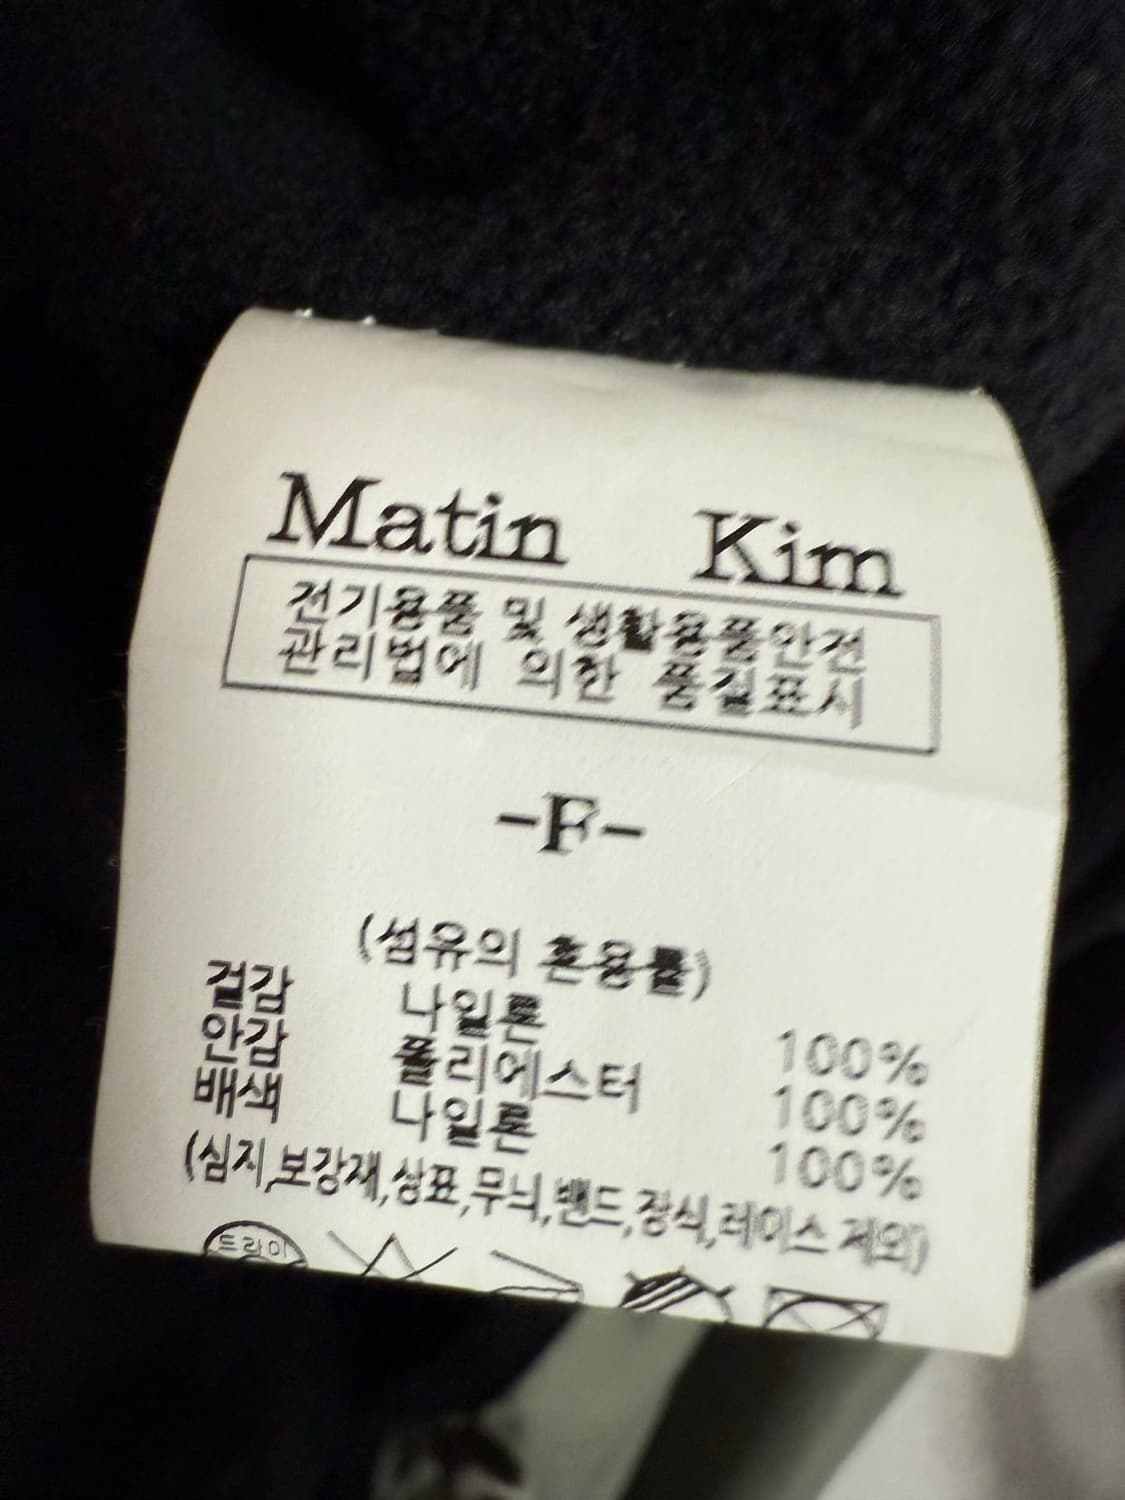 Matin Kim
전기용품 및 생활용품안전
관리법에 의한 품질표시
-F-
(섬유의 혼용률)
겉감 나일론 100%
안감 폴리에스터 100%
배색 나일론 100%
(심지,보강재,상표,무늬,밴드,장식,레이스 제외)
드라이